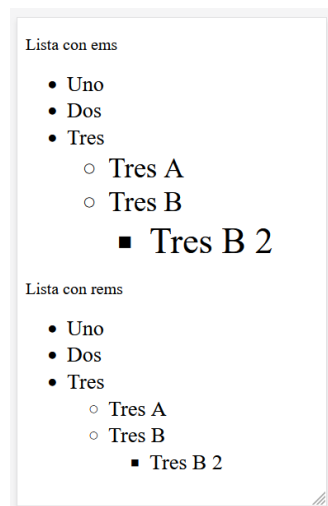 Lista con ems
Uno
Dos
Tres
Tres A
Tres B
Tres B 2
Lista con rems
Uno
Dos
Tres
Tres A
Tres B
Tres B 2